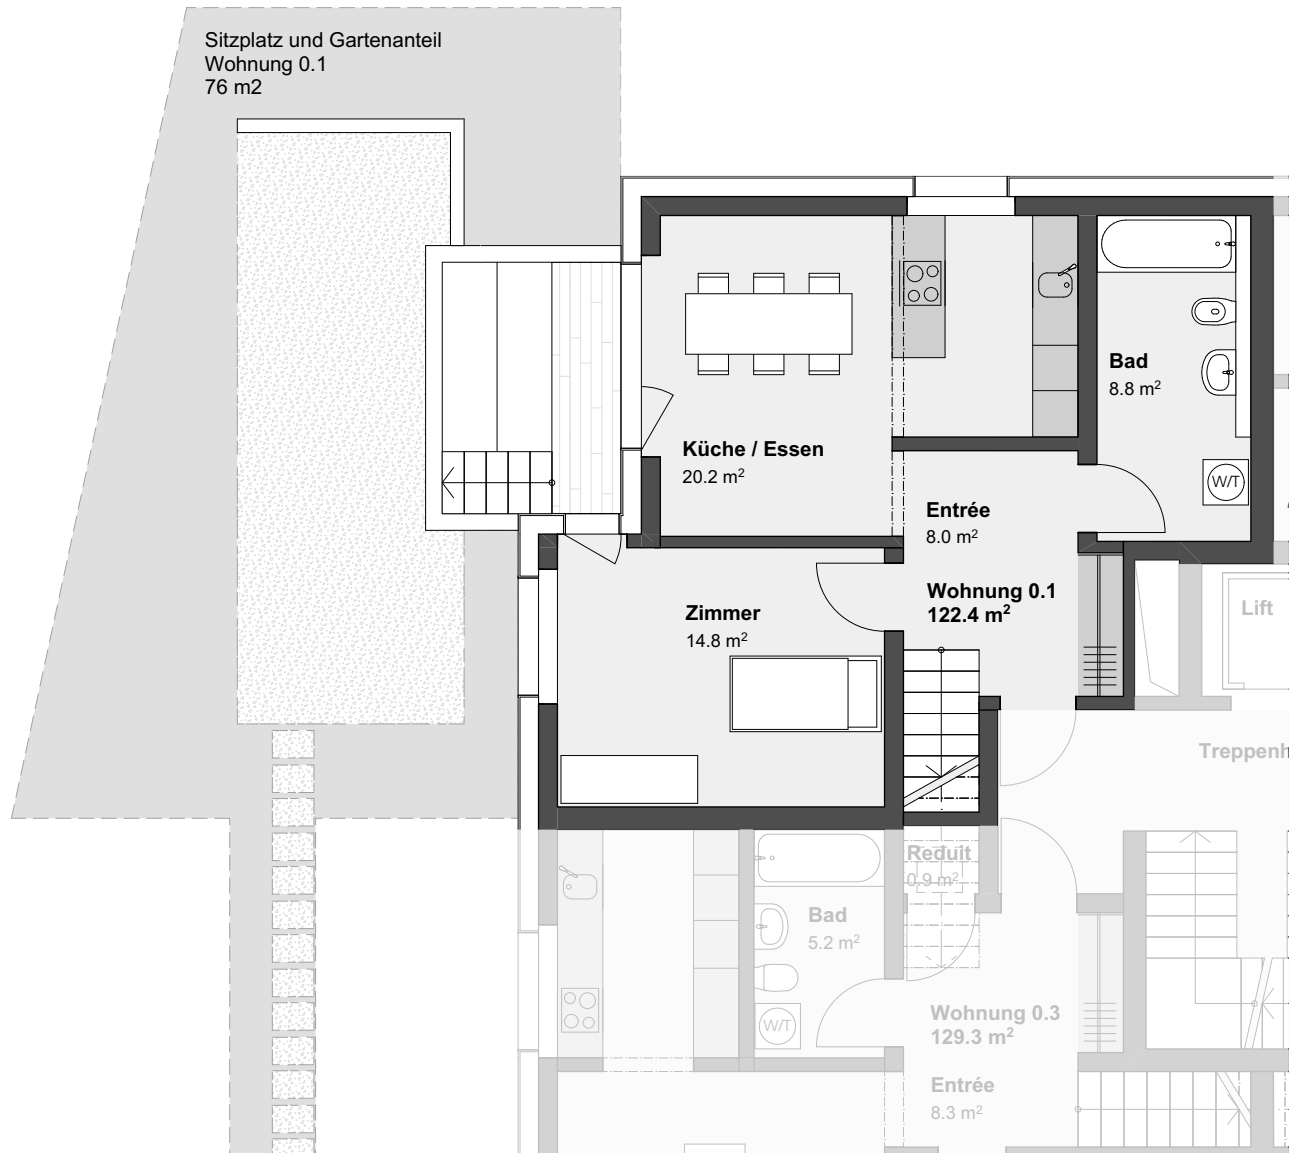 Sitzplatz und Gartenanteil
Wohnung 0.1
76 m2
Bad
8.8 m²
Küche / Essen
20.2 m²
W/T
Entrée
8.0 m²
Wohnung 0.1
122.4 m²
Zimmer
14.8 m²
Lift
Treppenh
Reduit
0.9 m²
Bad
5.2 m²
W/T
Wohnung 0.3
129.3 m²
Entrée
8.3 m²